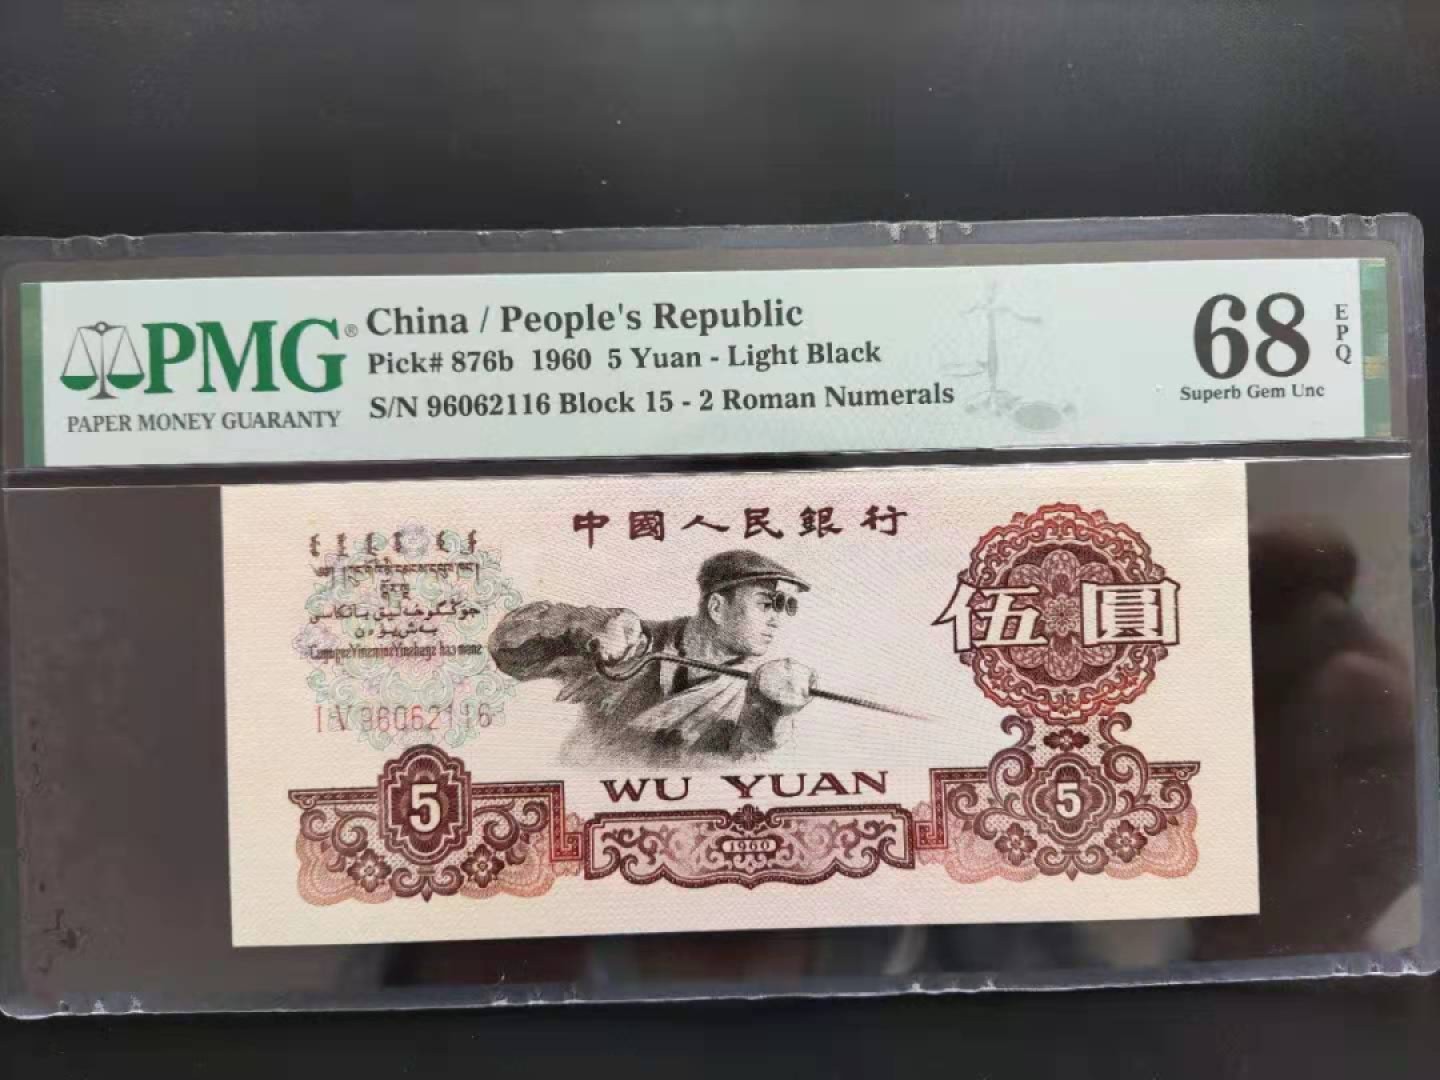 PMG®
PAPER MONEY GUARANTY
China / People's Republic
Pick# 876b 1960 5 Yuan - Light Black
S/N 96062116 Block 15 - 2 Roman Numerals
68
EPQ
Superb Gem Unc
中國人民銀行
伍圓
I V 96062116
WU YUAN
5
1960
5